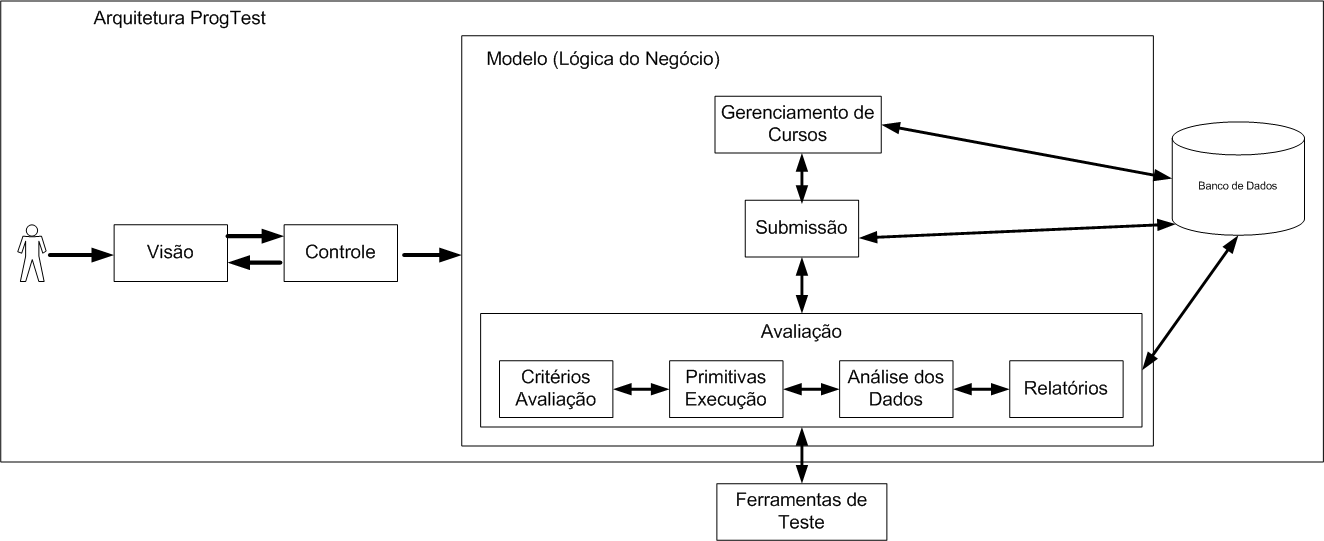 Arquitetura ProgTest
Modelo (Lógica do Negócio)
Gerenciamento de
Cursos
Banco de Dados
Submissão
Visão
Controle
Avaliação
Critérios
Avaliação
Primitivas
Execução
Análise dos
Dados
Relatórios
Ferramentas de
Teste